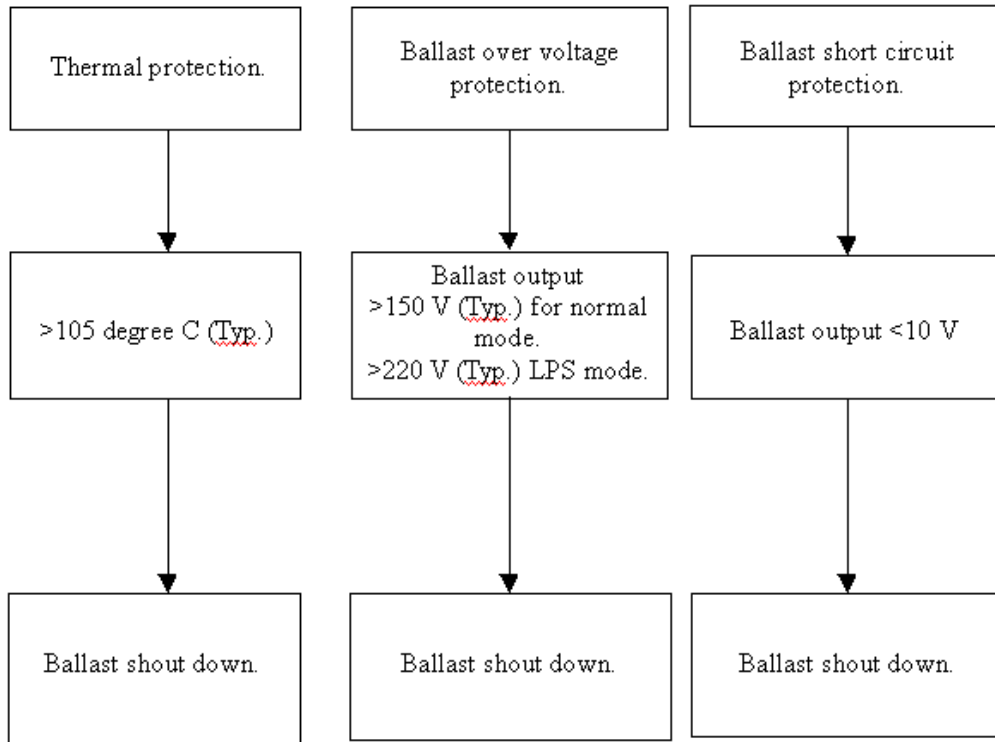 Thermal protection.
Ballast over voltage
protection.
Ballast short circuit
protection.
>105 degree C (Typ.)
Ballast output
>150 V (Typ.) for normal
mode.
>220 V (Typ.) LPS mode.
Ballast output <10 V
Ballast shout down.
Ballast shout down.
Ballast shout down.